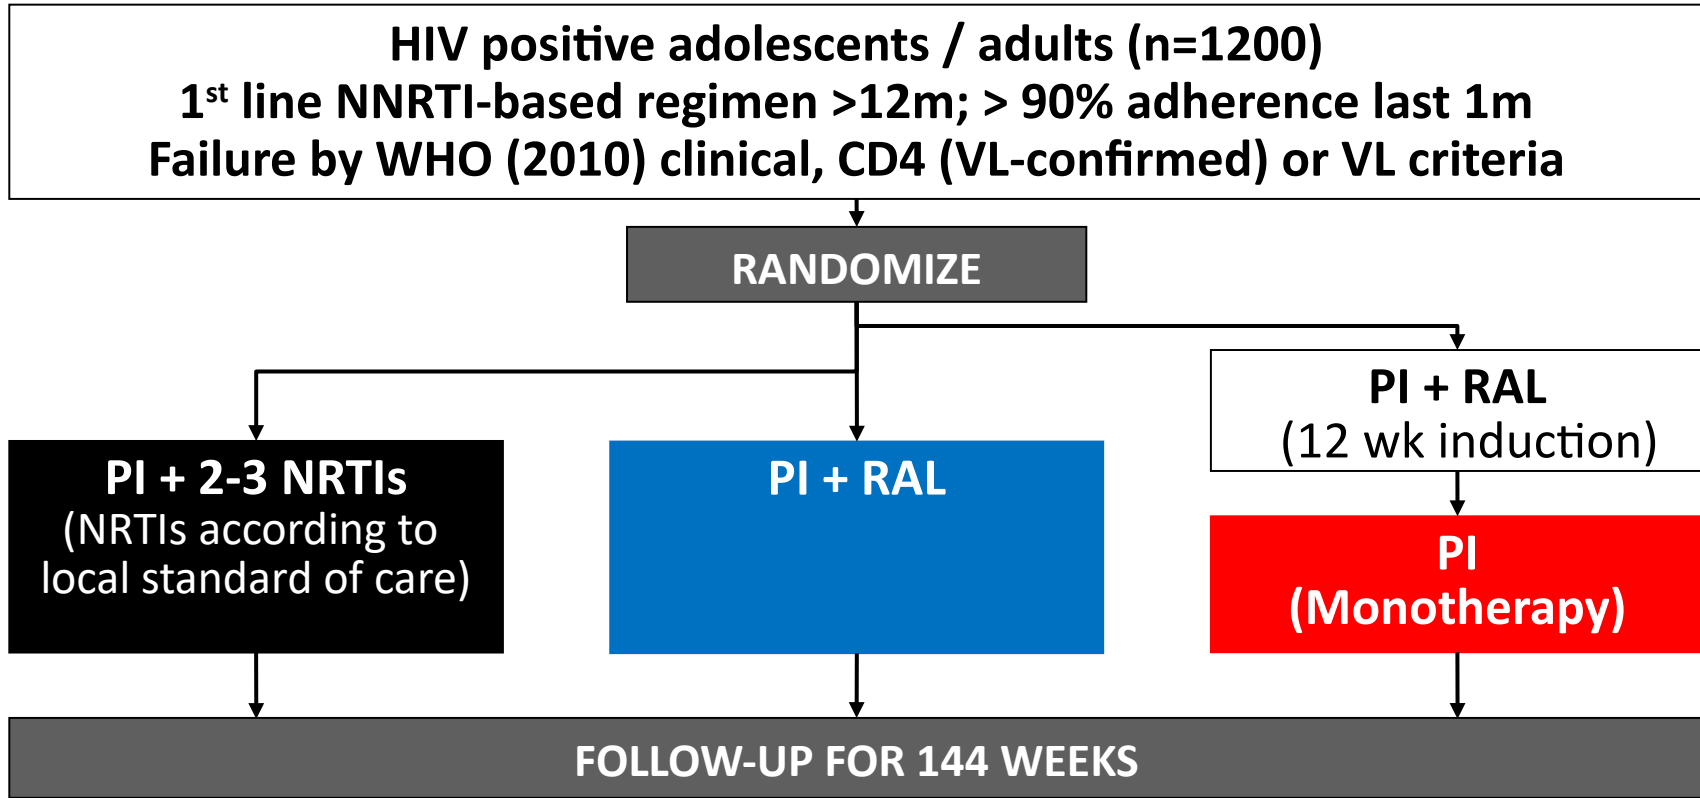 HIV positive adolescents / adults (n=1200)
1st line NNRTI-based regimen >12m; > 90% adherence last 1m
Failure by WHO (2010) clinical, CD4 (VL-confirmed) or VL criteria
RANDOMIZE
PI + 2-3 NRTIs
(NRTIs according to
local standard of care)
PI + RAL
PI + RAL
(12 wk induction)
PI
(Monotherapy)
FOLLOW-UP FOR 144 WEEKS